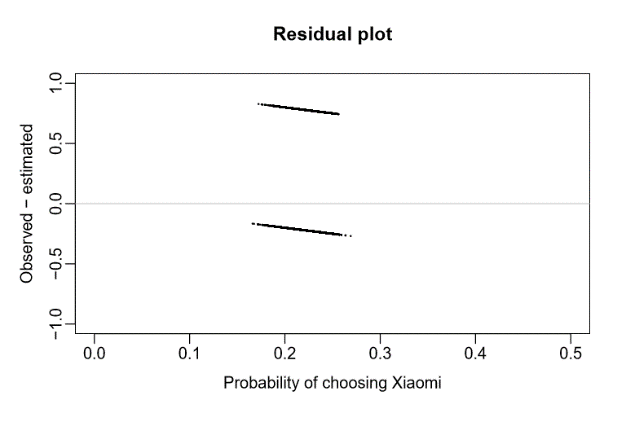 Residual plot
Observed − estimated
1.0
0.5
0.0
−0.5
−1.0
0.0 0.1 0.2 0.3 0.4 0.5
Probability of choosing Xiaomi